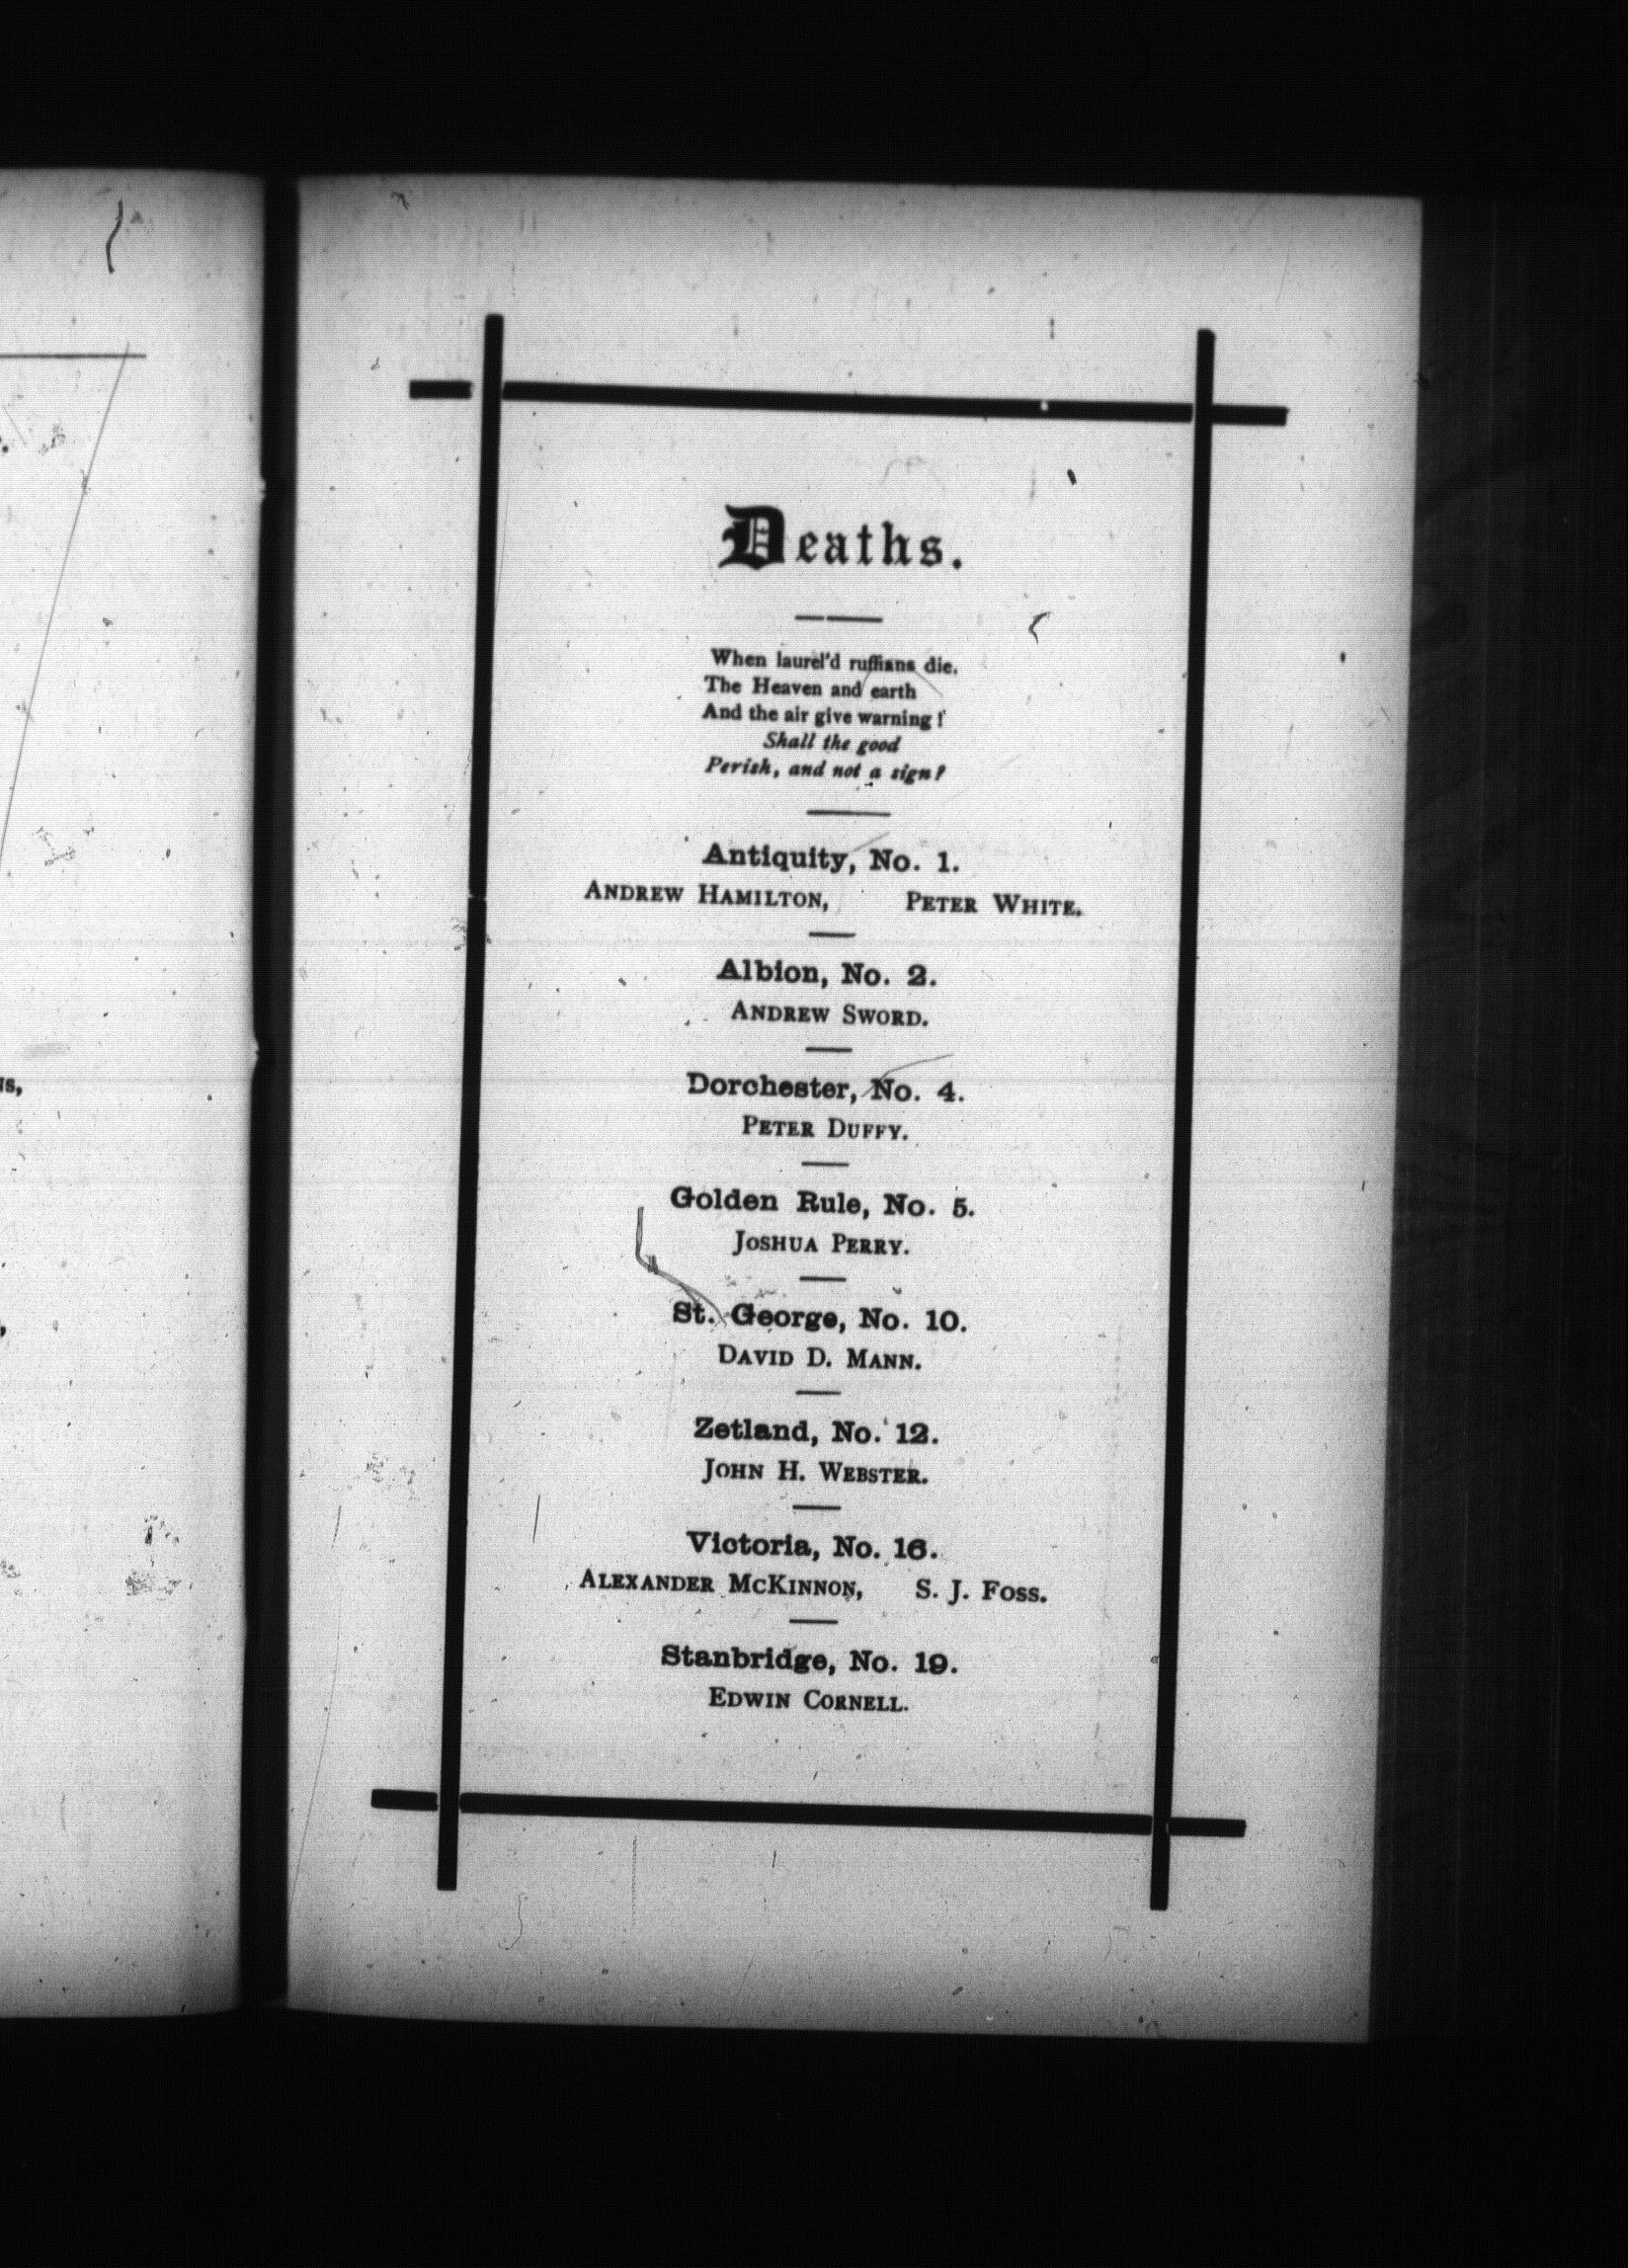 Deaths.
When laurel'd ruffians die,
The Heaven and earth
And the air give warning!
Shall the good
Perish, and not a sign?
Antiquity, No. 1.
ANDREW HAMILTON, PETER WHITE.
Albion, No. 2.
ANDREW SWORD.
Dorchester, No. 4.
PETER DUFFY.
Golden Rule, No. 5.
JOSHUA PERRY.
St. George, No. 10.
DAVID D. MANN.
Zetland, No. 12.
JOHN H. WEBSTER.
Victoria, No. 16.
ALEXANDER MCKINNON, S. J. FOSS.
Stanbridge, No. 19.
EDWIN CORNELL.